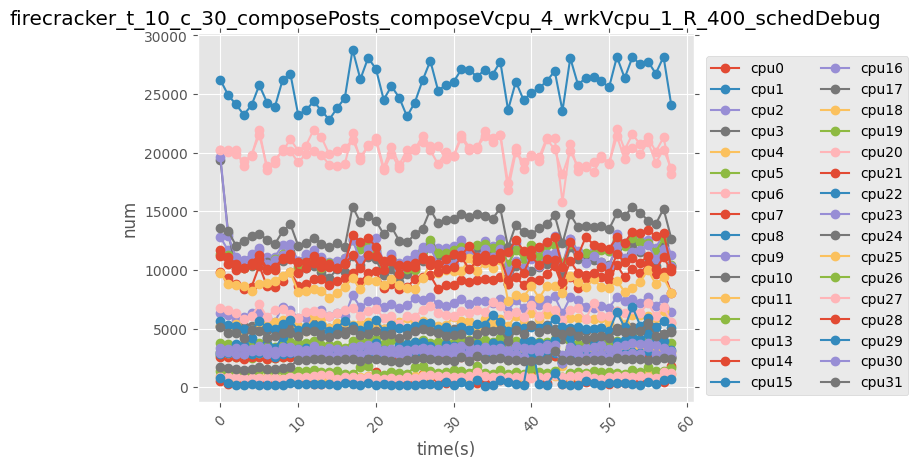 firecracker_t_10_c_30_composePosts_composeVcpu_4_wrkVcpu_1_R_400_schedDebug
30000
25000
20000
15000
10000
5000
0
num
0 10 20 30 40 50 60
time(s)
cpu0 cpu16
cpu1 cpu17
cpu2 cpu18
cpu3 cpu19
cpu4 cpu20
cpu5 cpu21
cpu6 cpu22
cpu7 cpu23
cpu8 cpu24
cpu9 cpu25
cpu10 cpu26
cpu11 cpu27
cpu12 cpu28
cpu13 cpu29
cpu14 cpu30
cpu15 cpu31